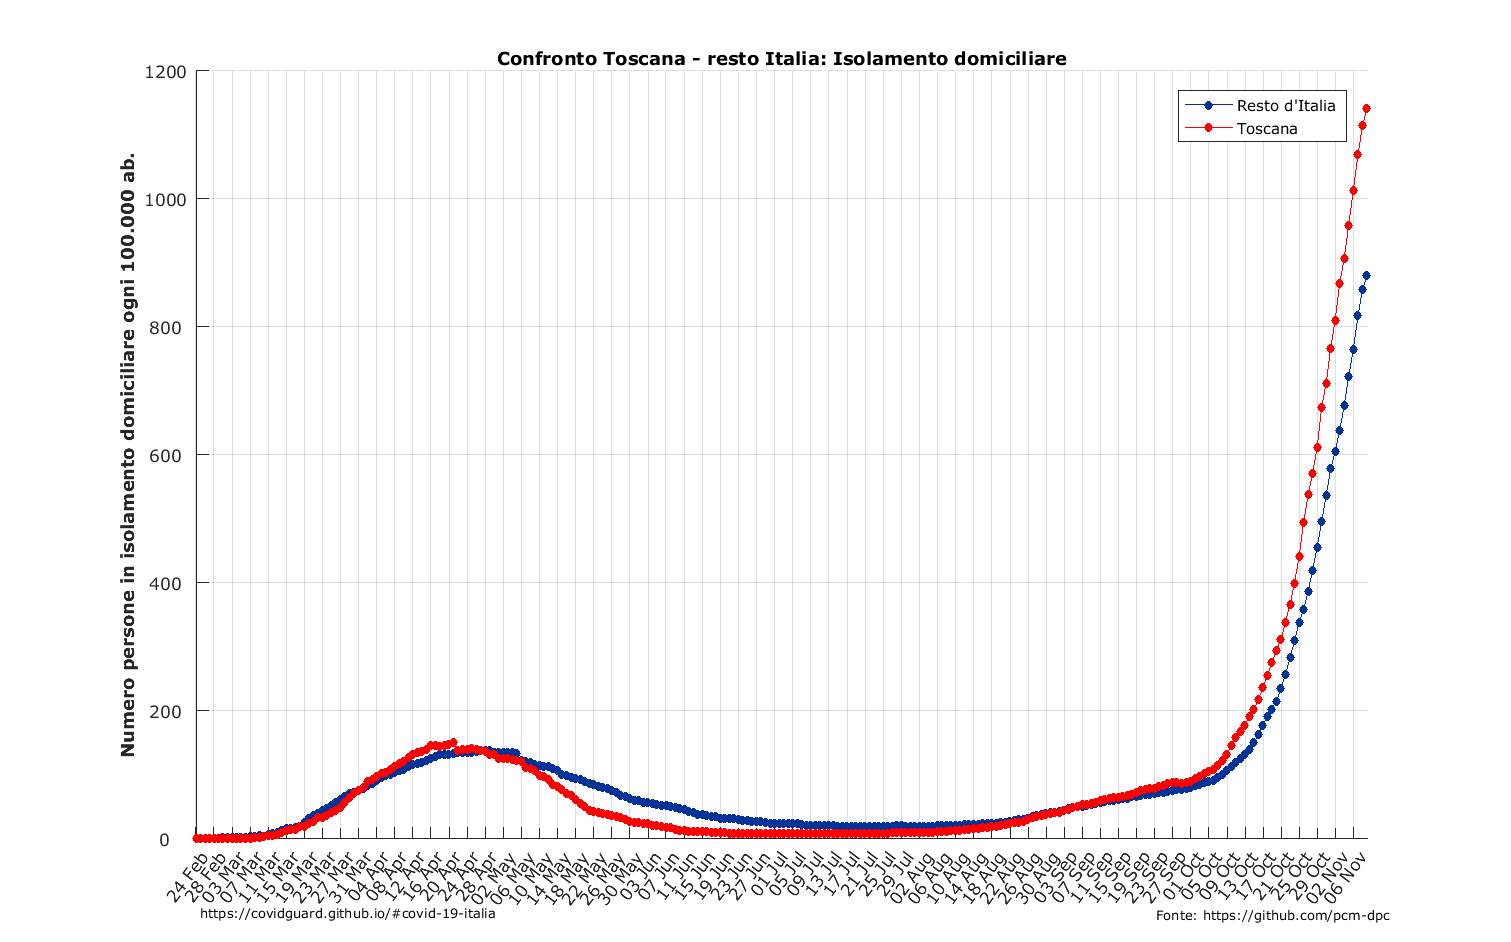 Confronto Toscana - resto Italia: Isolamento domiciliare
Numero persone in isolamento domiciliare ogni 100.000 ab.
1200
1000
800
600
400
200
0
Resto d'Italia
Toscana
24 Feb
28 Feb
03 Mar
07 Mar
11 Mar
15 Mar
19 Mar
23 Mar
27 Mar
31 Mar
04 Apr
08 Apr
12 Apr
16 Apr
20 Apr
24 Apr
28 Apr
02 May
06 May
10 May
14 May
18 May
22 May
26 May
30 May
03 Jun
07 Jun
11 Jun
15 Jun
19 Jun
23 Jun
27 Jun
01 Jul
05 Jul
09 Jul
13 Jul
17 Jul
21 Jul
25 Jul
29 Jul
02 Aug
06 Aug
10 Aug
14 Aug
18 Aug
22 Aug
26 Aug
30 Aug
03 Sep
07 Sep
11 Sep
15 Sep
19 Sep
23 Sep
27 Sep
01 Oct
05 Oct
09 Oct
13 Oct
17 Oct
21 Oct
25 Oct
29 Oct
02 Nov
06 Nov
https://covidguard.github.io/#covid-19-italia
Fonte: https://github.com/pcm-dpc